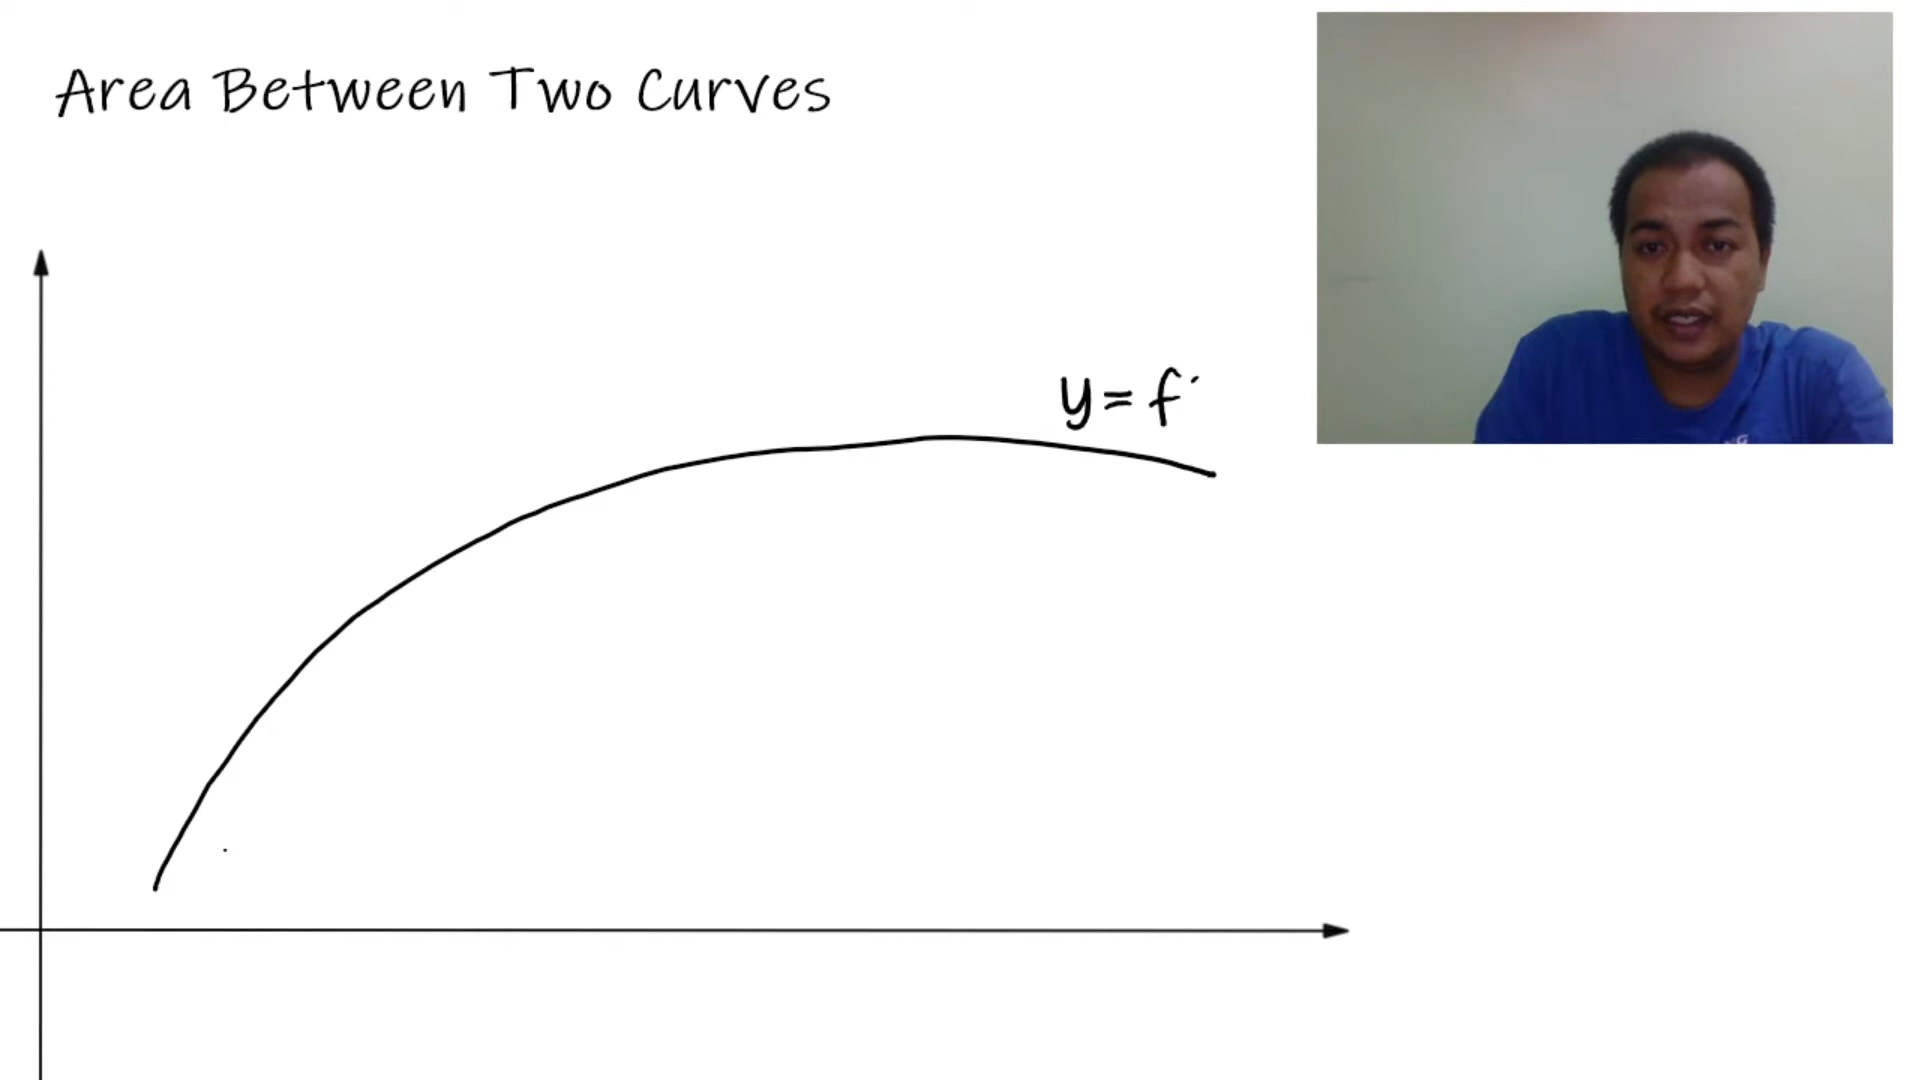 Area Between Two Curves
y = f